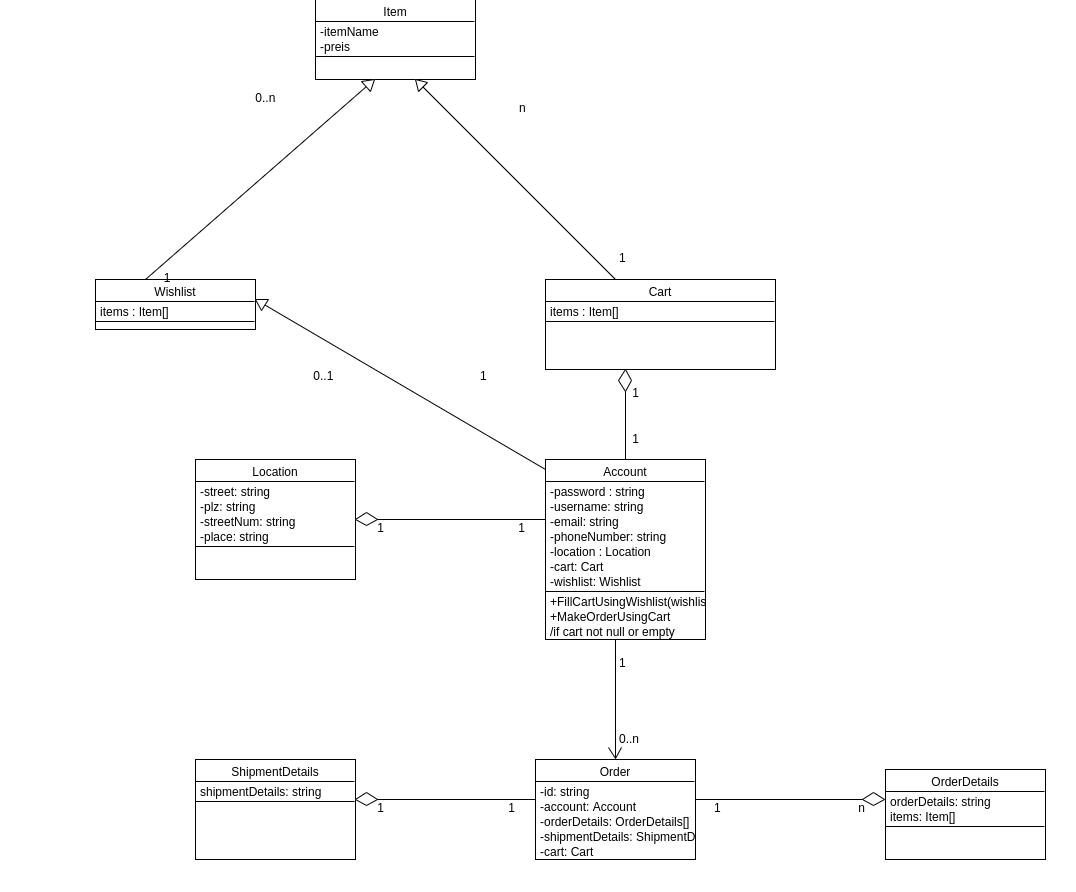 Item
-itemName
-preis
0..n
n
1
1
Wishlist
items : Item[]
Cart
items : Item[]
0..1
1
1
1
Location
-street: string
-plz: string
-streetNum: string
-place: string
1
1
Account
-password : string
-username: string
-email: string
-phoneNumber: string
-location : Location
-cart: Cart
-wishlist: Wishlist
+FillCartUsingWishlist(wishlis
+MakeOrderUsingCart
/if cart not null or empty
1
0..n
ShipmentDetails
shipmentDetails: string
1
1
Order
-id: string
-account: Account
-orderDetails: OrderDetails[]
-shipmentDetails: ShipmentD
-cart: Cart
1
n
OrderDetails
orderDetails: string
items: Item[]